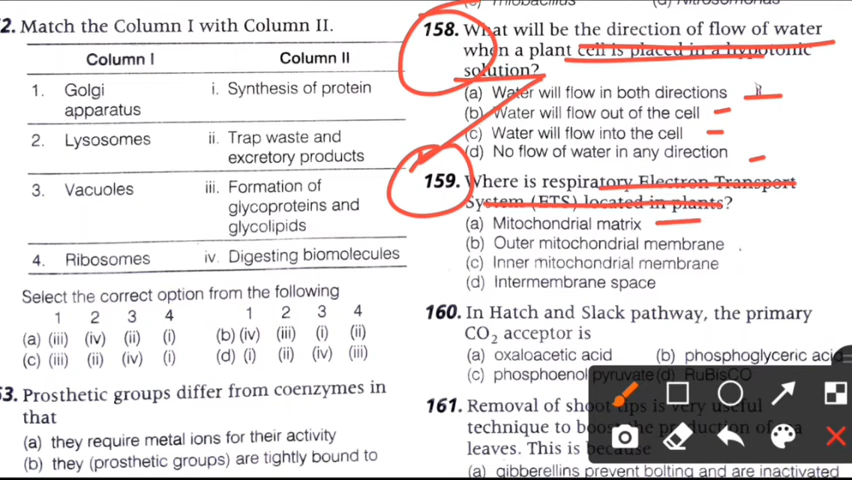 2. Match the Column I with Column II.
Column I Column II
1. Golgi apparatus i. Synthesis of protein
2. Lysosomes ii. Trap waste and excretory products
3. Vacuoles iii. Formation of glycoproteins and glycolipids
4. Ribosomes iv. Digesting biomolecules
Select the correct option from the following
1 2 3 4 1 2 3 4
(a) (iii) (iv) (ii) (i) (b) (iv) (iii) (i) (ii)
(c) (iii) (ii) (iv) (i) (d) (i) (ii) (iv) (iii)
53. Prosthetic groups differ from coenzymes in
that
(a) they require metal ions for their activity
(b) they (prosthetic groups) are tightly bound to
(c) Thiobacillus (d) Nitrosomonas
158. What will be the direction of flow of water
when a plant cell is placed in a hypotonic
solution?
(a) Water will flow in both directions
(b) Water will flow out of the cell
(c) Water will flow into the cell
(d) No flow of water in any direction
159. Where is respiratory Electron Transport
System (ETS) located in plants?
(a) Mitochondrial matrix
(b) Outer mitochondrial membrane
(c) Inner mitochondrial membrane
(d) Intermembrane space
160. In Hatch and Slack pathway, the primary
CO₂ acceptor is
(a) oxaloacetic acid (b) phosphoglyceric acid
(c) phosphoenol pyruvate (d) RuBisCO
161. Removal of shoot tips is very useful
technique to boost the production of tea
leaves. This is because
(a) gibberellins prevent bolting and are inactivated